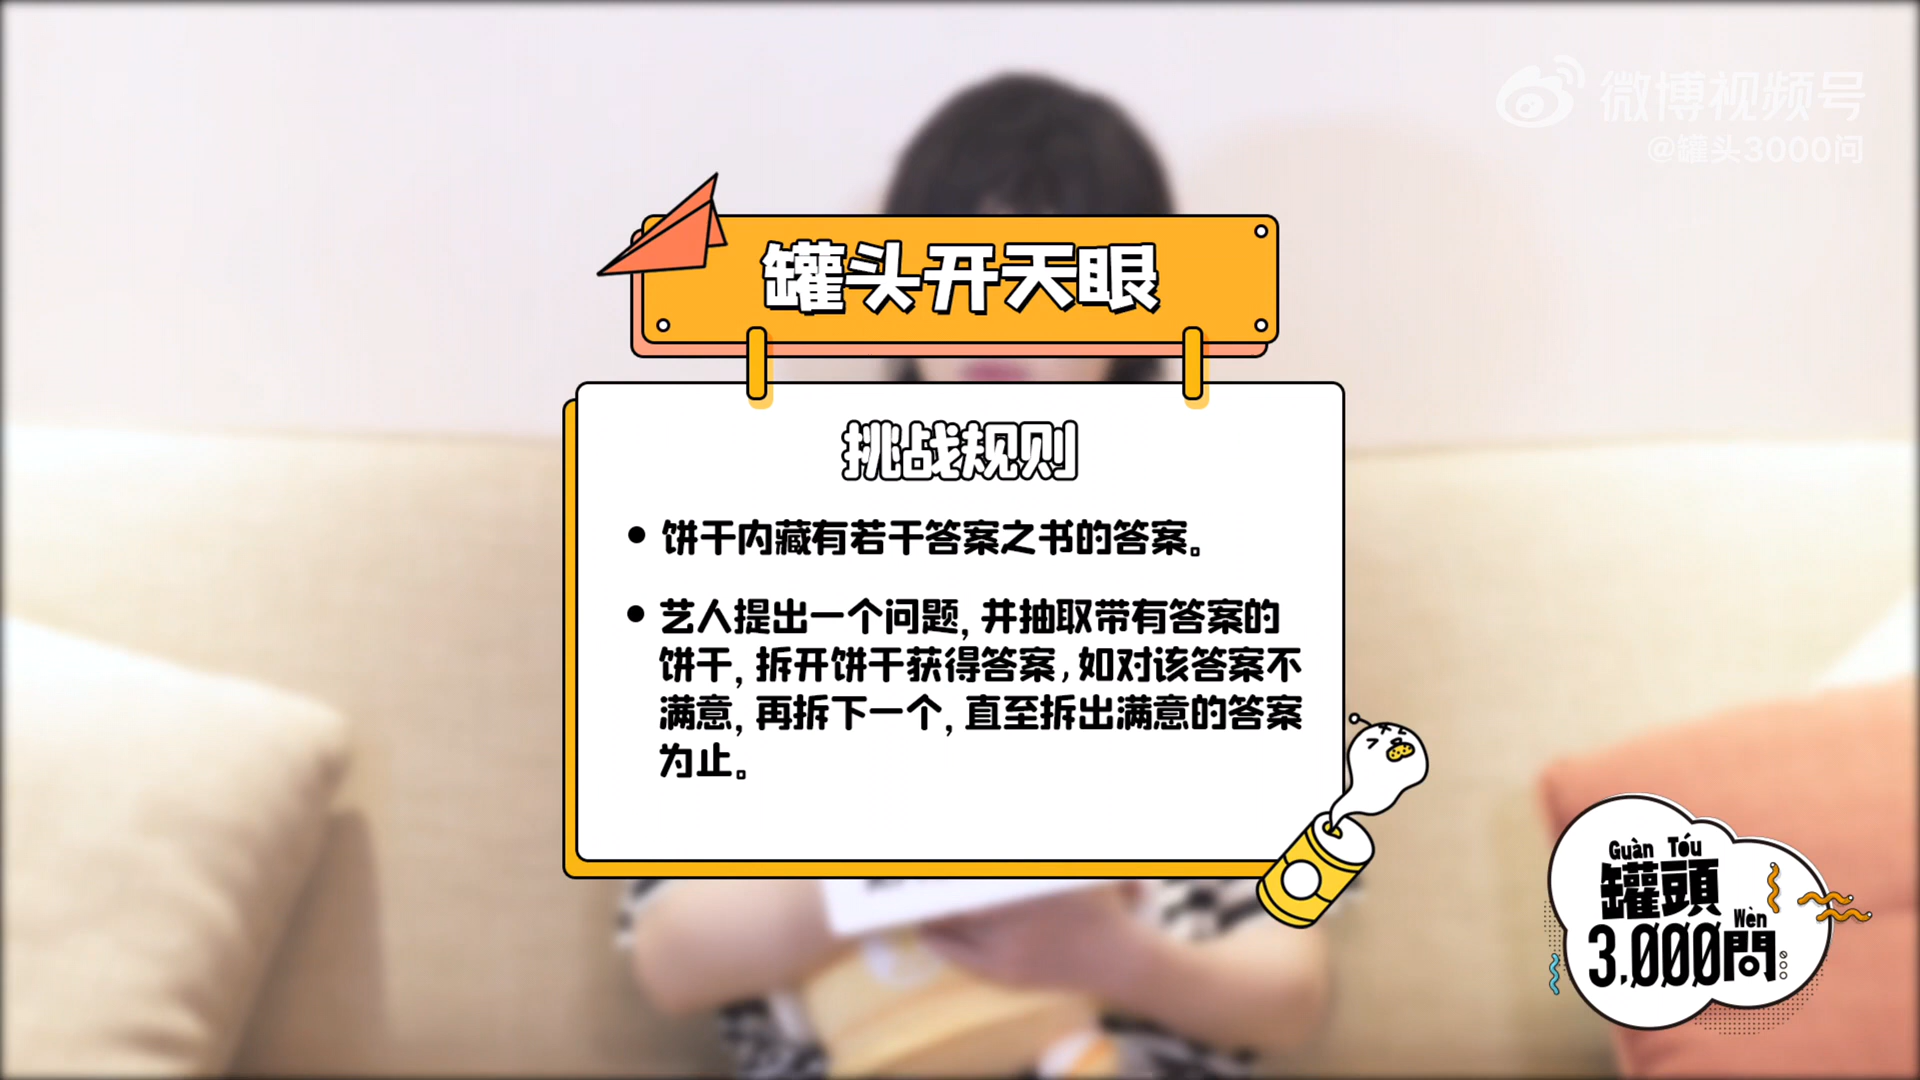 微博视频号
@罐头3000问
罐头开天眼
挑战规则
● 饼干内藏有若干答案之书的答案。
● 艺人提出一个问题, 并抽取带有答案的
饼干, 拆开饼干获得答案, 如对该答案不
满意, 再拆下一个, 直至拆出满意的答案
为止。
Guàn Tóu
罐頭
Wèn
3,000問